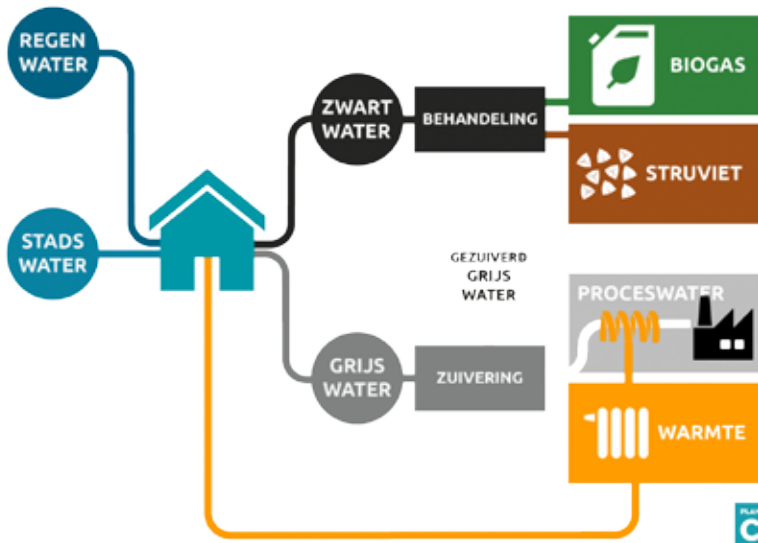 REGEN
WATER
STADS
WATER
ZWART
WATER
BEHANDELING
BIOGAS
STRUVIET
GEZUIVERD
GRIJS
WATER
PROCESWATER
GRIJS
WATER
ZUIVERING
WARMTE